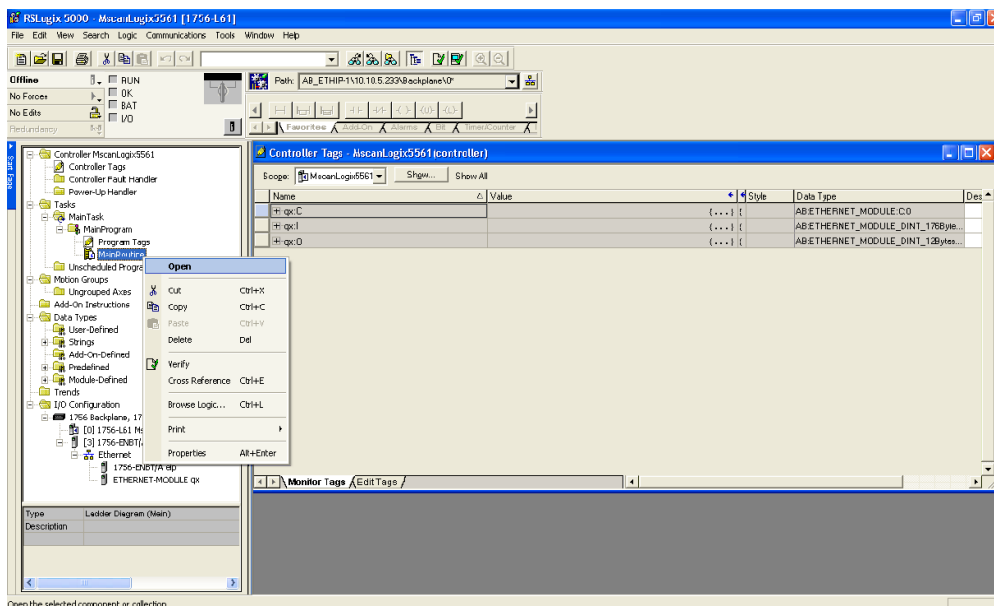 RSLogix 5000 - MscanLogix5561 [1756-L61]
File Edit View Search Logic Communications Tools Window Help
Offline
RUN
Path: AB_ETHIP-1\10.10.5.233\Backplane\0*
No Forces
OK
No Edits
BAT
Redundancy
I/O
Favorites Add-On Alarms Bit Timer/Counter
Start Page
Controller MscanLogix5561
Controller Tags
Controller Fault Handler
Power-Up Handler
Tasks
MainTask
MainProgram
Program Tags
MainRoutine
Unscheduled Progra
Motion Groups
Ungrouped Axes
Add-On Instructions
Data Types
User-Defined
Strings
Add-On-Defined
Predefined
Module-Defined
Trends
I/O Configuration
1756 Backplane, 17
[0] 1756-L61 Ms
[3] 1756-ENBT/
Ethernet
1756-ENBT/A eip
ETHERNET-MODULE qx
Type Ladder Diagram (Main)
Description
Open
Cut Ctrl+X
Copy Ctrl+C
Paste Ctrl+V
Delete Del
Verify
Cross Reference Ctrl+E
Browse Logic... Ctrl+L
Print
Properties Alt+Enter
Controller Tags - MscanLogix5561(controller)
Scope: MscanLogix5561 Show... Show All
Name Value Style Data Type Des
qx:C {...} { AB:ETHERNET_MODULE:C:0
qx:I {...} { AB:ETHERNET_MODULE_DINT_176Byte...
qx:O {...} { AB:ETHERNET_MODULE_DINT_12Bytes...
Monitor Tags Edit Tags
Open the selected component or collection